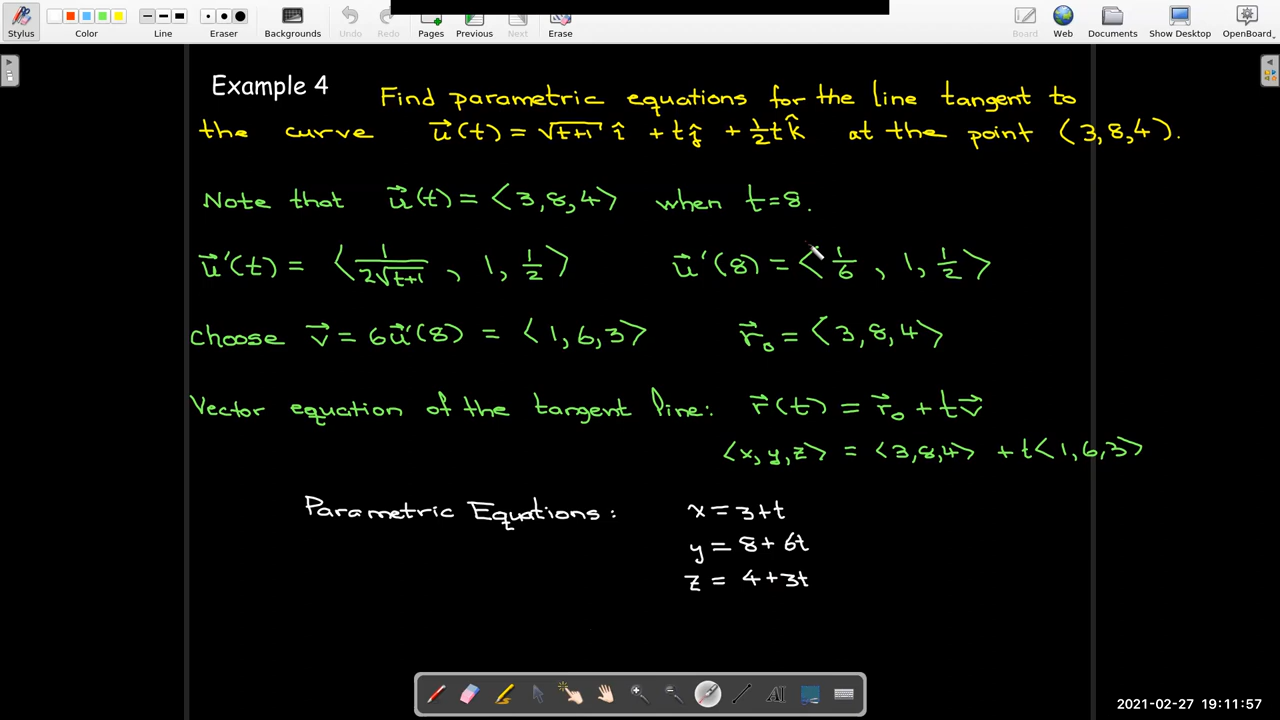 Stylus Color Line Eraser Backgrounds Undo Redo Pages Previous Next Erase Board Web Documents Show Desktop OpenBoard
Example 4 Find parametric equations for the line tangent to
the curve u⃗(t) = √(t+1) î + t ĵ + ½t k̂ at the point (3,8,4).
Note that u⃗(t) = ⟨3,8,4⟩ when t=8.
u⃗'(t) = ⟨1/(2√(t+1)), 1, 1/2⟩ u⃗'(8) = ⟨1/6, 1, 1/2⟩
choose v⃗ = 6u⃗'(8) = ⟨1,6,3⟩ r⃗₀ = ⟨3,8,4⟩
Vector equation of the tangent line: r⃗(t) = r⃗₀ + t v⃗
⟨x,y,z⟩ = ⟨3,8,4⟩ + t⟨1,6,3⟩
Parametric Equations: x = 3+t
y = 8+6t
z = 4+3t
AI
2021-02-27 19:11:57